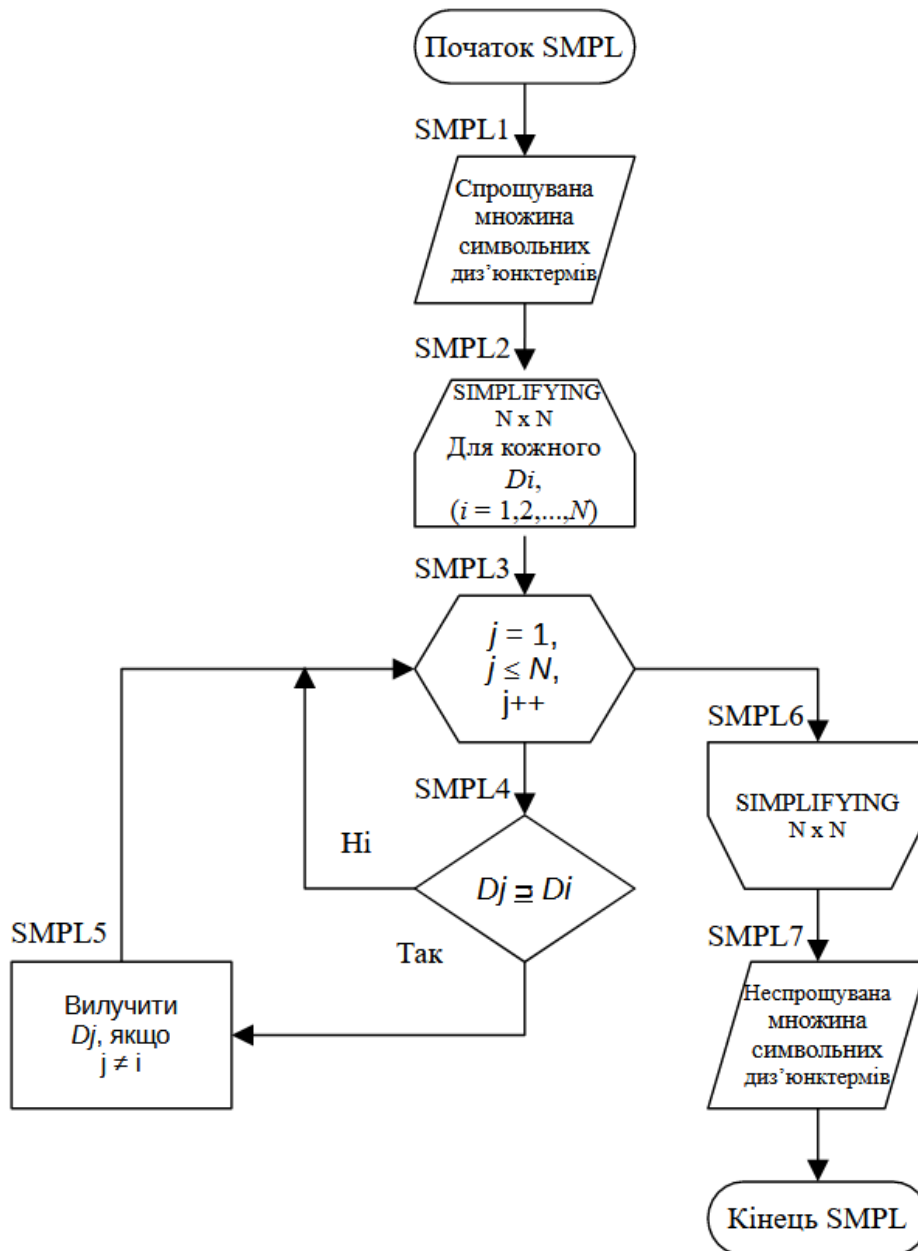 Початок SMPL
SMPL1
Спрощувана
множина
символьних
диз’юнктермів
SMPL2
SIMPLIFYING
N x N
Для кожного
Di,
(i = 1,2,...,N)
SMPL3
j = 1,
j ≤ N,
j++
SMPL4
Dj ⊇ Di
Ні
Так
SMPL5
Вилучити
Dj, якщо
j ≠ i
SMPL6
SIMPLIFYING
N x N
SMPL7
Неспрощувана
множина
символьних
диз’юнктермів
Кінець SMPL